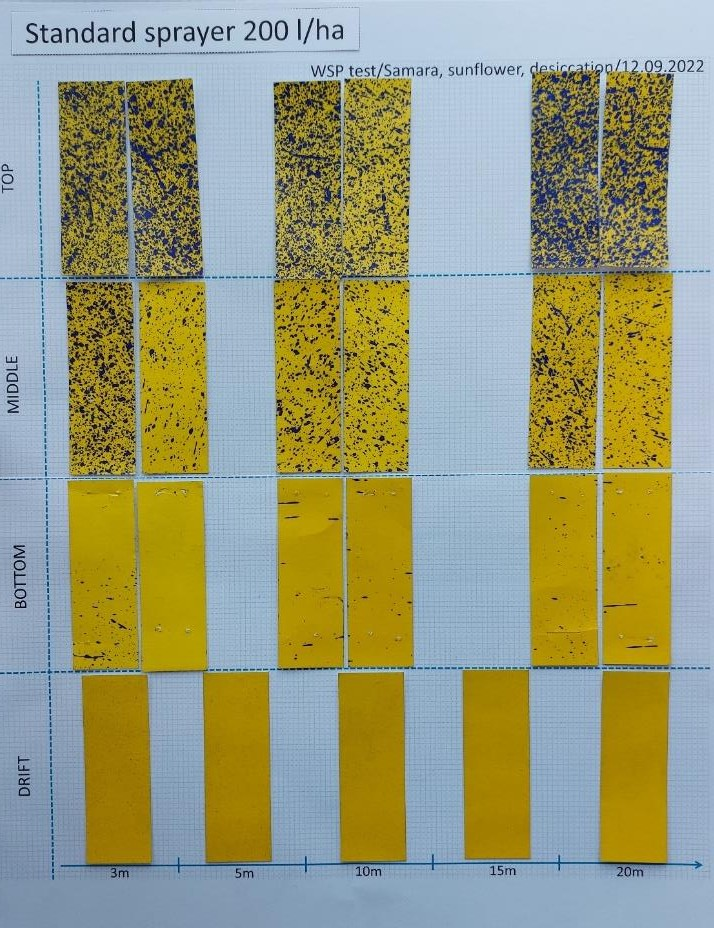 Standard sprayer 200 l/ha
WSP test/Samara, sunflower, desiccation/12.09.2022
TOP
MIDDLE
BOTTOM
DRIFT
3m
5m
10m
15m
20m